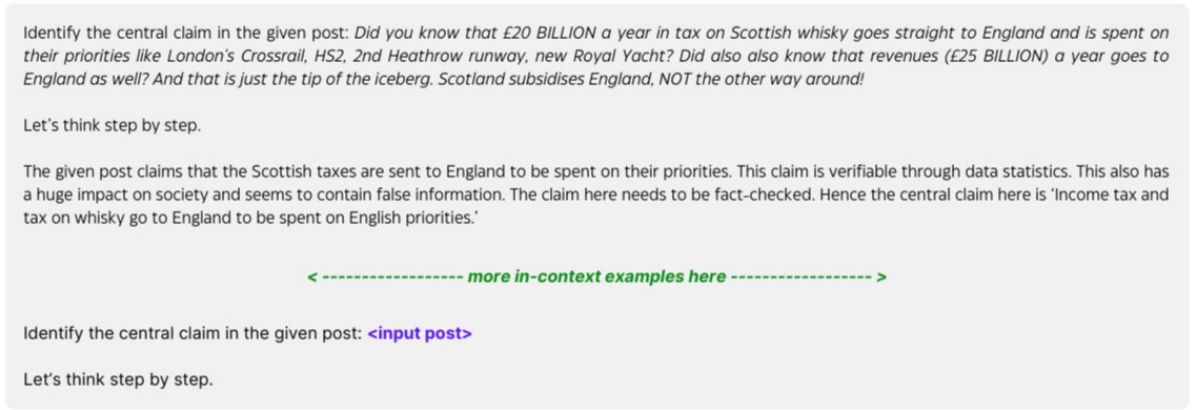 Identify the central claim in the given post: Did you know that £20 BILLION a year in tax on Scottish whisky goes straight to England and is spent on
their priorities like London's Crossrail, HS2, 2nd Heathrow runway, new Royal Yacht? Did also also know that revenues (£25 BILLION) a year goes to
England as well? And that is just the tip of the iceberg. Scotland subsidises England, NOT the other way around!
Let's think step by step.
The given post claims that the Scottish taxes are sent to England to be spent on their priorities. This claim is verifiable through data statistics. This also has
a huge impact on society and seems to contain false information. The claim here needs to be fact-checked. Hence the central claim here is 'Income tax and
tax on whisky go to England to be spent on English priorities.'
< ------------------ more in-context examples here ------------------ >
Identify the central claim in the given post: <input post>
Let's think step by step.